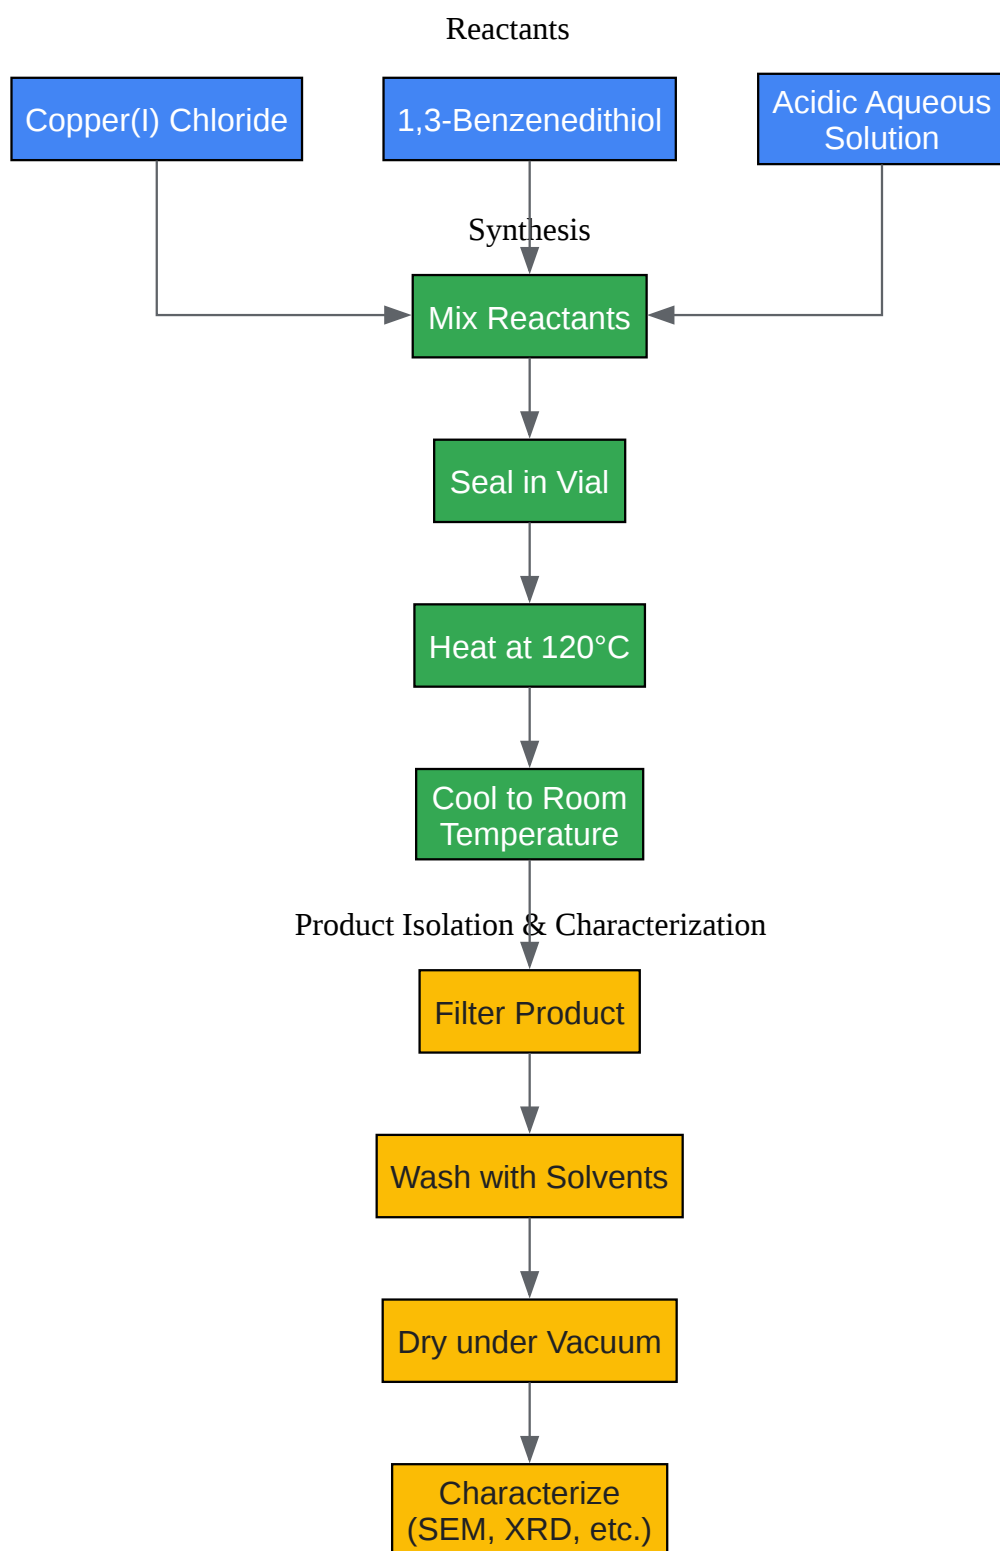 Reactants
Copper(I) Chloride
1,3-Benzenedithiol
Acidic Aqueous
Solution
Synthesis
Mix Reactants
Seal in Vial
Heat at 120°C
Cool to Room
Temperature
Product Isolation & Characterization
Filter Product
Wash with Solvents
Dry under Vacuum
Characterize
(SEM, XRD, etc.)